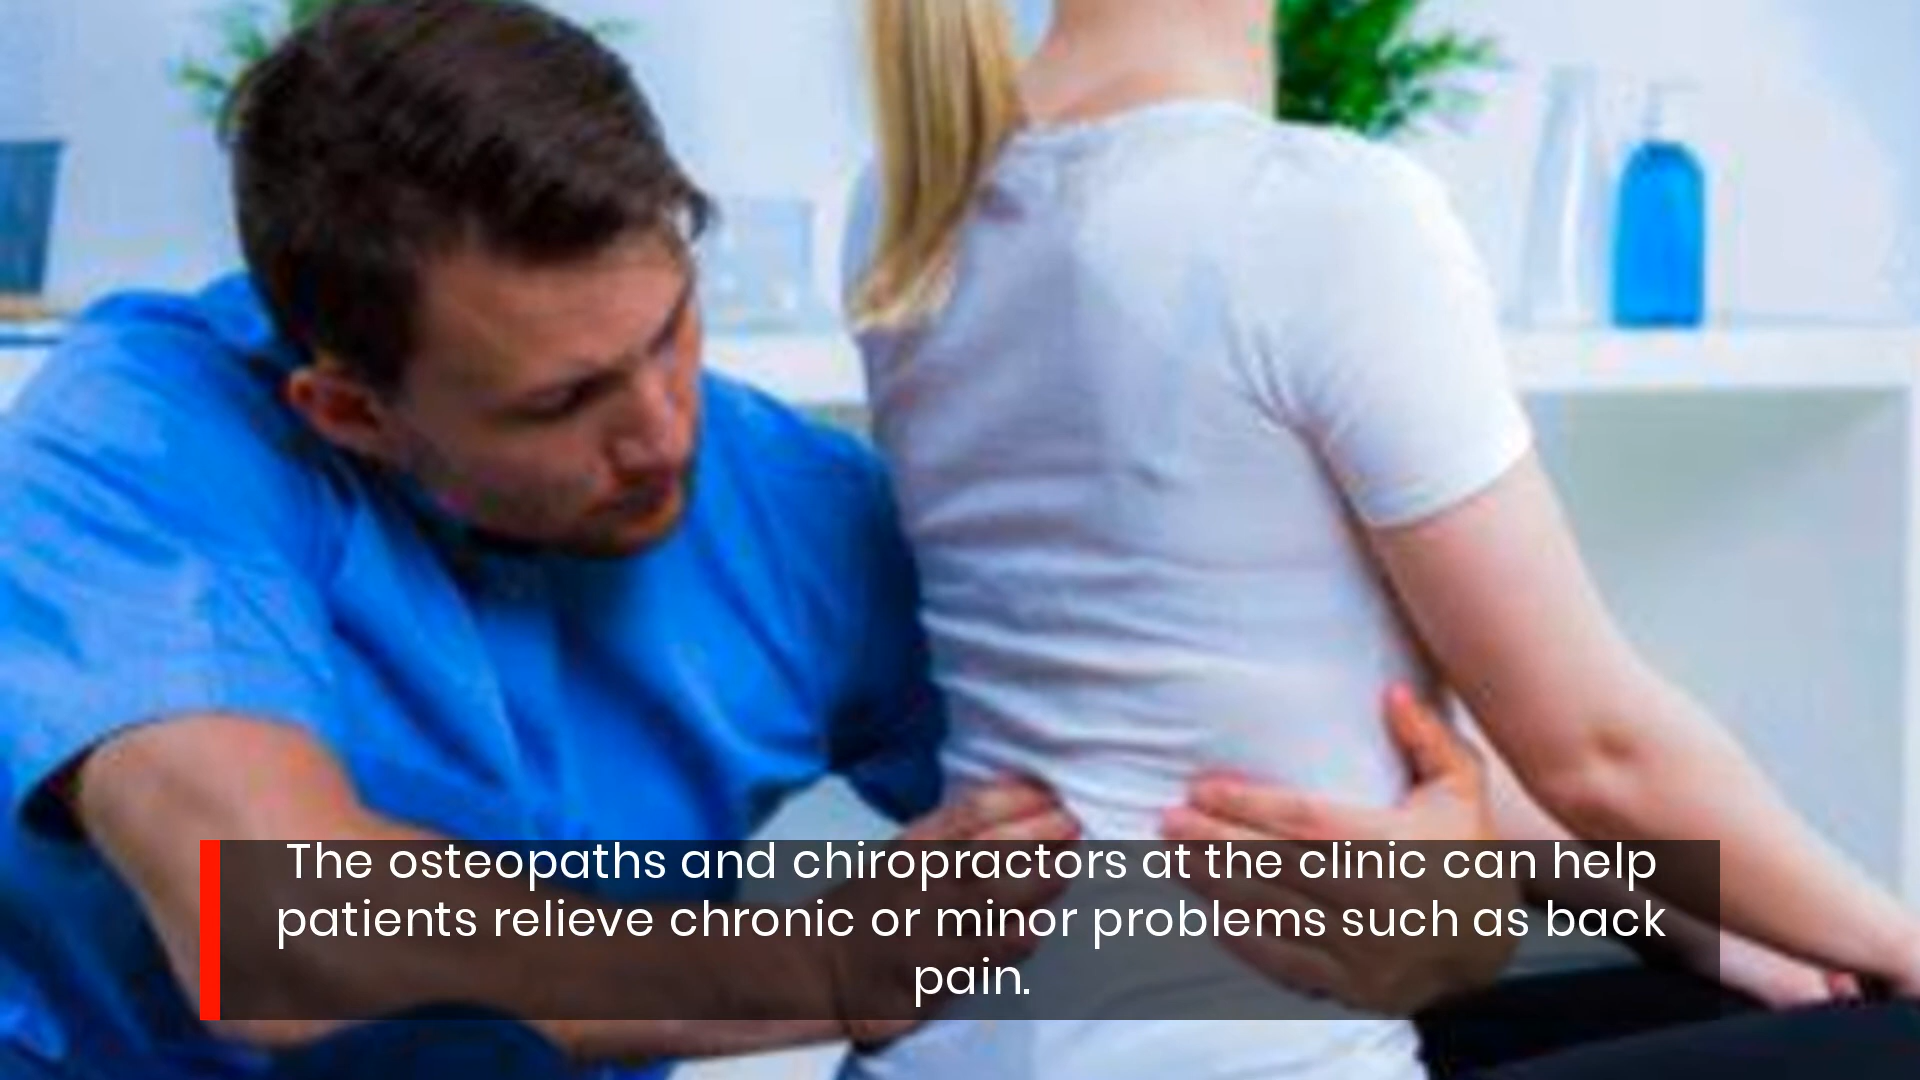 The osteopaths and chiropractors at the clinic can help
patients relieve chronic or minor problems such as back
pain.